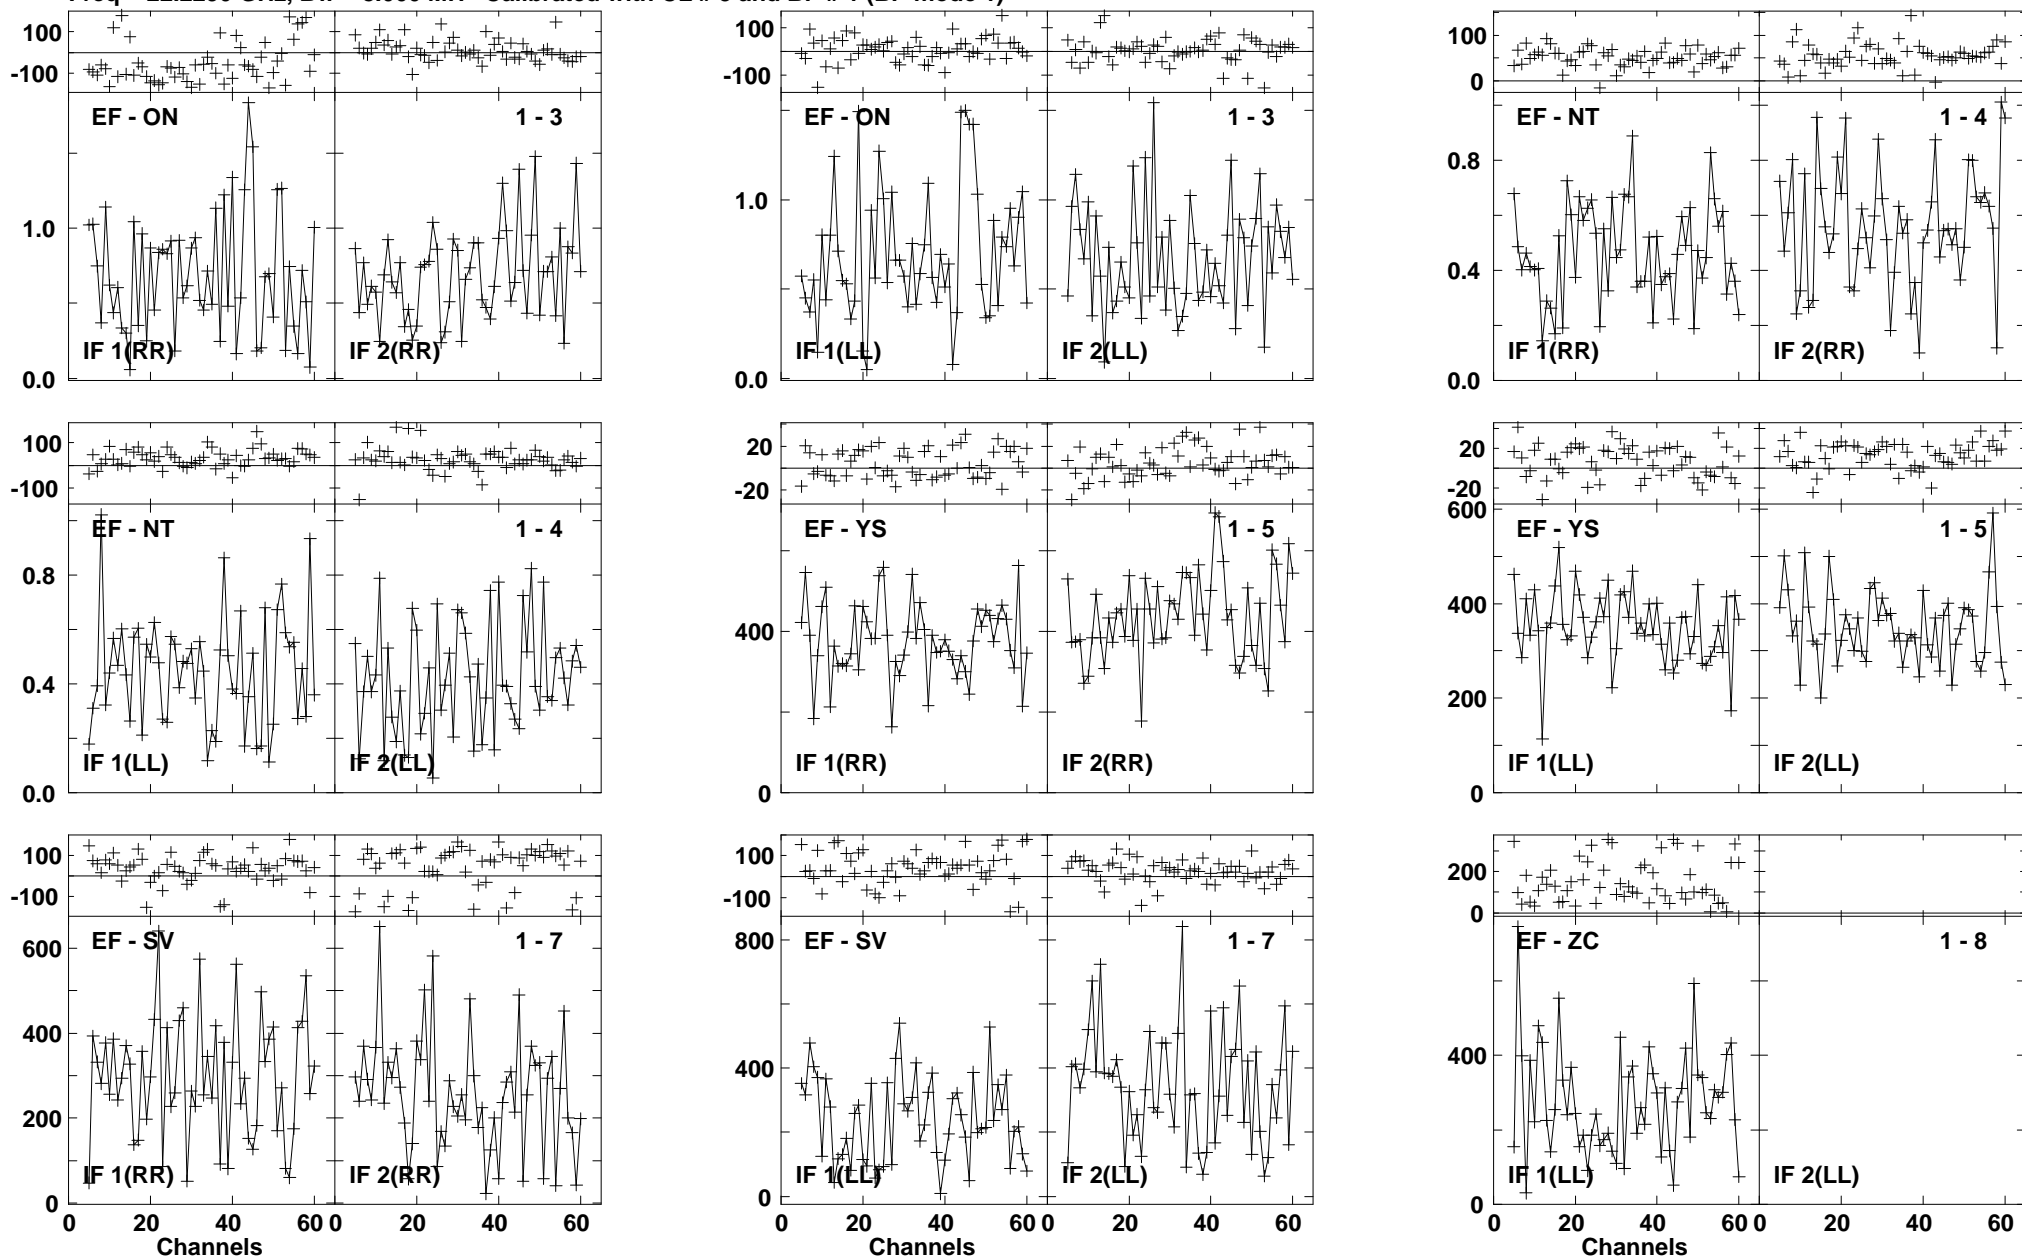 100
-100
EF - ON
1 - 3
1.0
0.0
IF 1(RR)
IF 2(RR)
100
-100
EF - ON
1 - 3
1.0
0.0
IF 1(LL)
IF 2(LL)
100
0
EF - NT
1 - 4
0.8
0.4
0.0
IF 1(RR)
IF 2(RR)
100
-100
EF - NT
1 - 4
0.8
0.4
0.0
IF 1(LL)
IF 2(LL)
20
-20
EF - YS
1 - 5
400
0
IF 1(RR)
IF 2(RR)
20
-20
600
EF - YS
1 - 5
400
200
0
IF 1(LL)
IF 2(LL)
100
-100
EF - SV
1 - 7
600
400
200
0
IF 1(RR)
IF 2(RR)
0 20 40 60 0 20 40 60
Channels
100
-100
EF - SV
1 - 7
800
400
0
IF 1(LL)
IF 2(LL)
0 20 40 60 0 20 40 60
Channels
200
0
EF - ZC
1 - 8
400
0
IF 1(LL)
IF 2(LL)
0 20 40 60 0 20 40 60
Channels